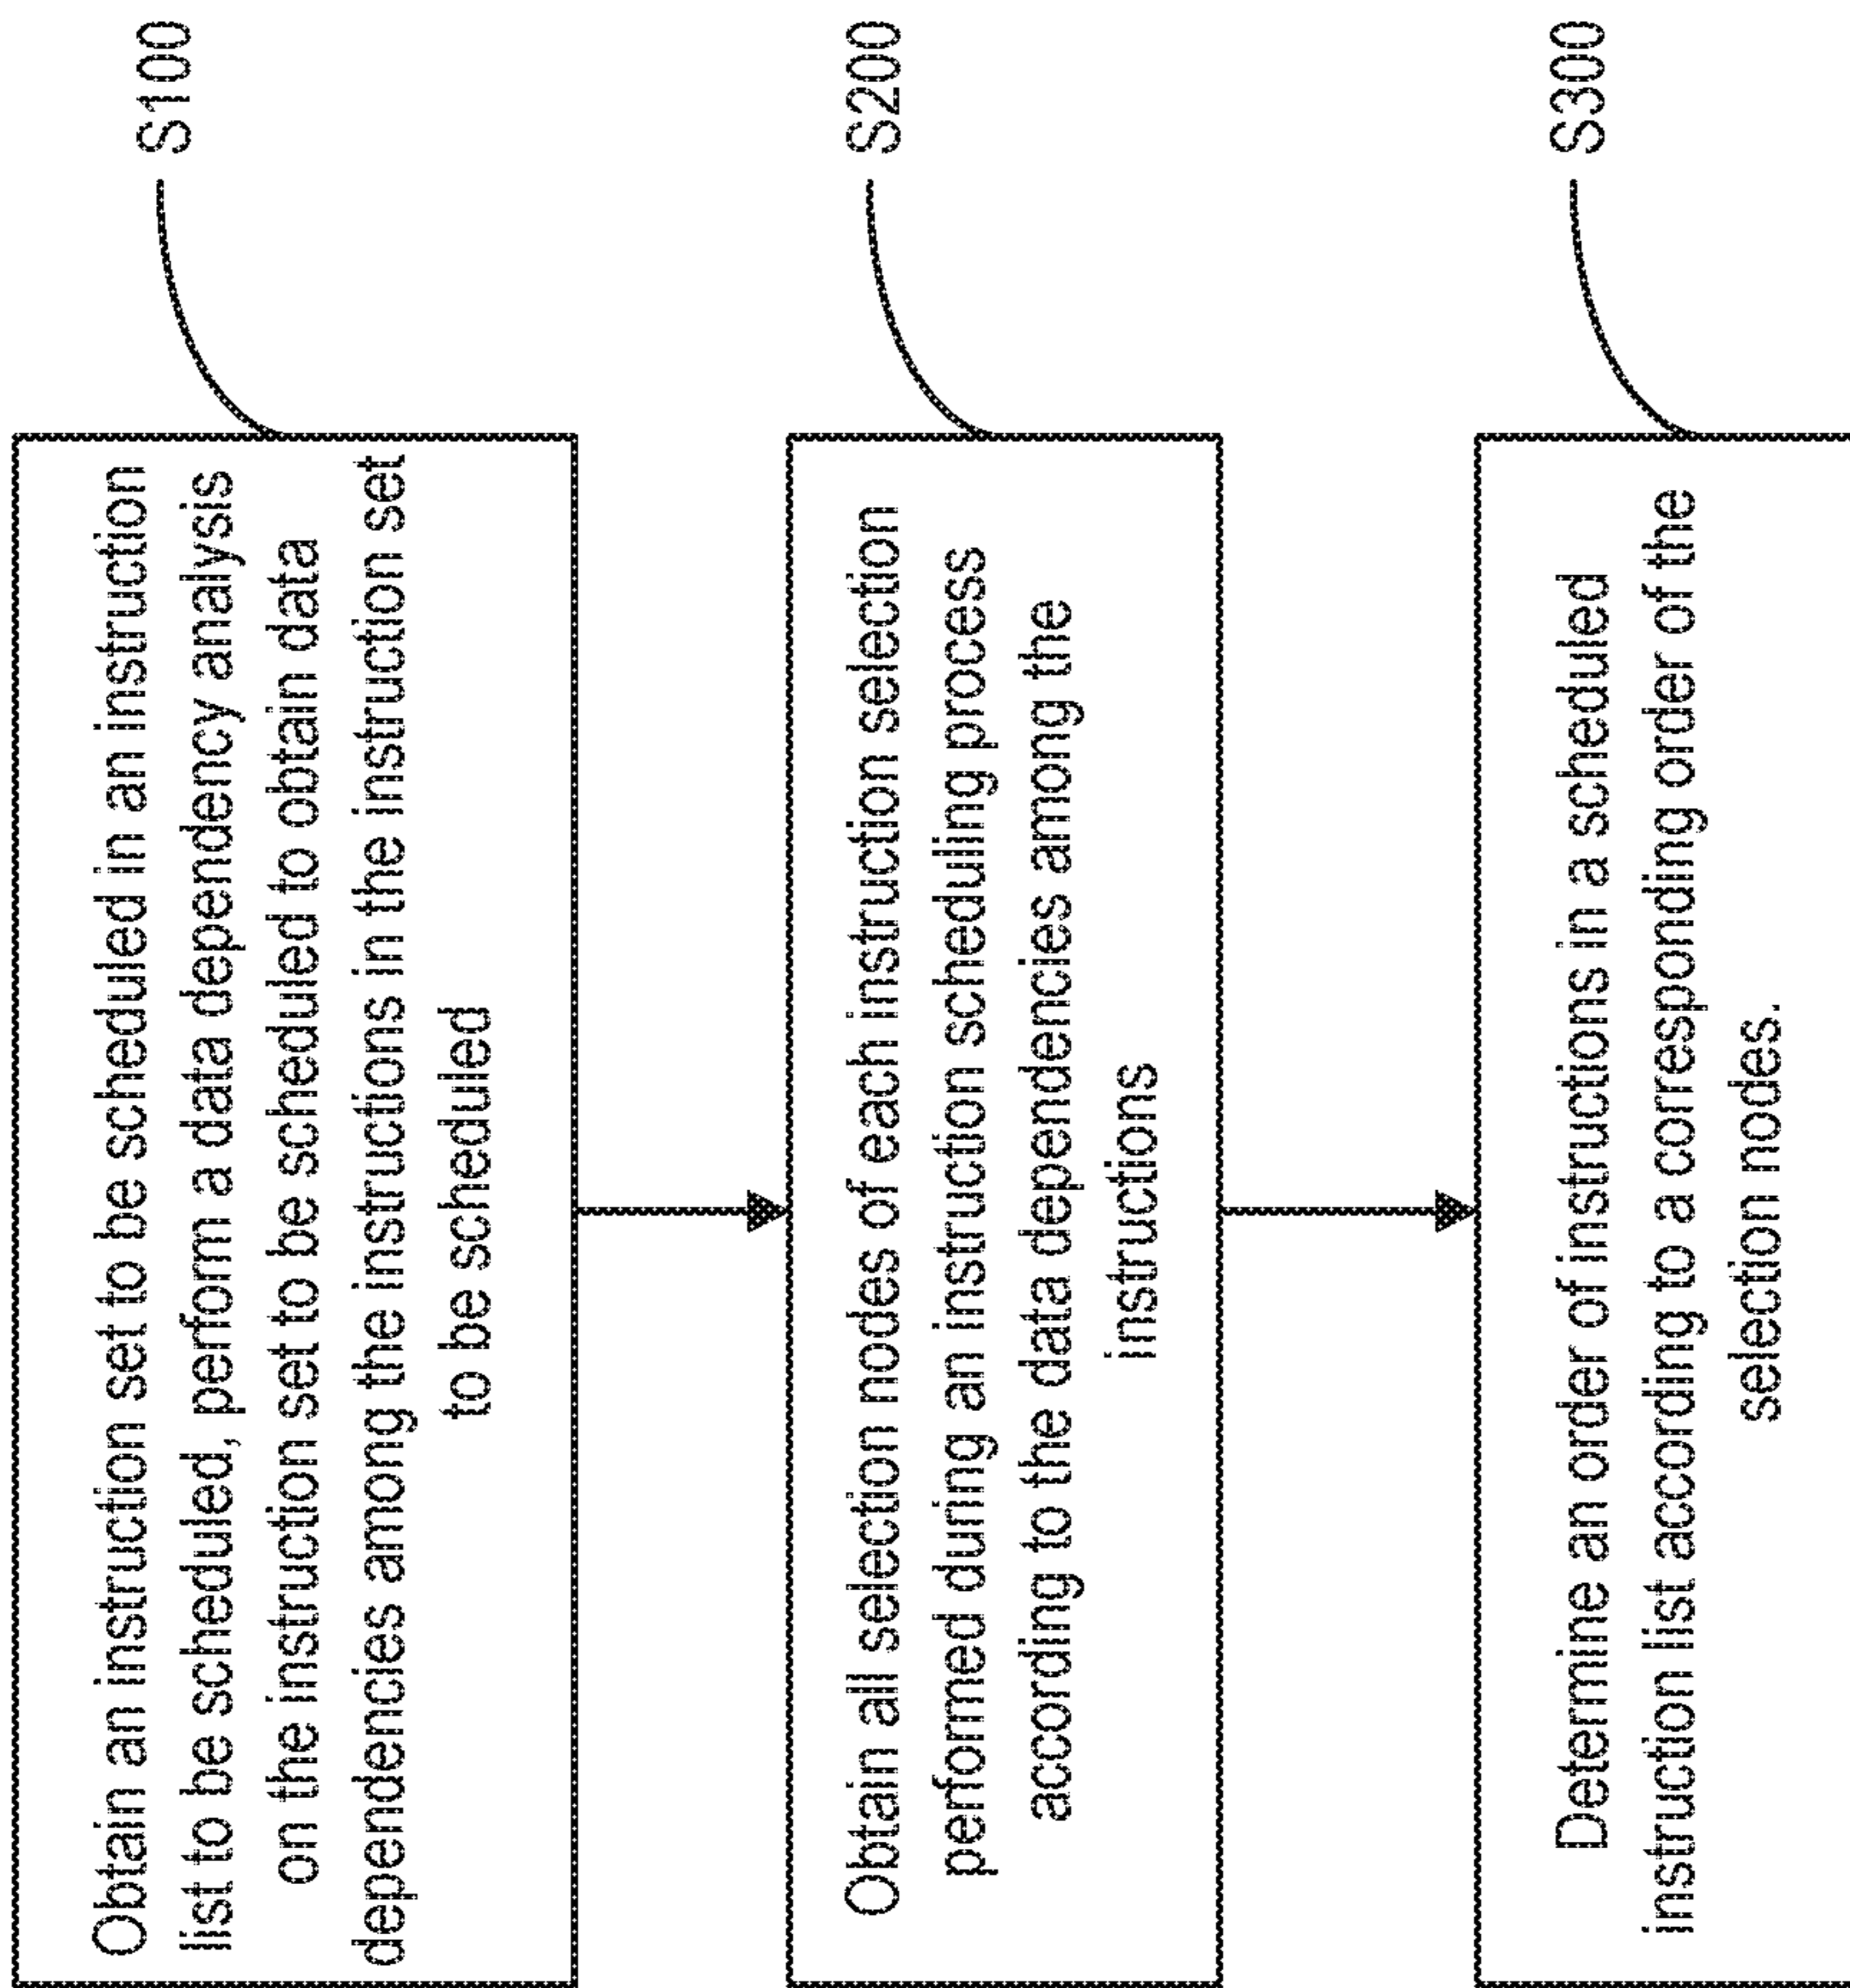 Obtain an instruction set to be scheduled in an instruction
list to be scheduled, perform a data dependency analysis
on the instruction set to be scheduled to obtain data
dependencies among the instructions in the instruction set
to be scheduled
S100
Obtain all selection nodes of each instruction selection
performed during an instruction scheduling process
according to the data dependencies among the
instructions
S200
Determine an order of instructions in a scheduled
instruction list according to a corresponding order of the
selection nodes.
S300